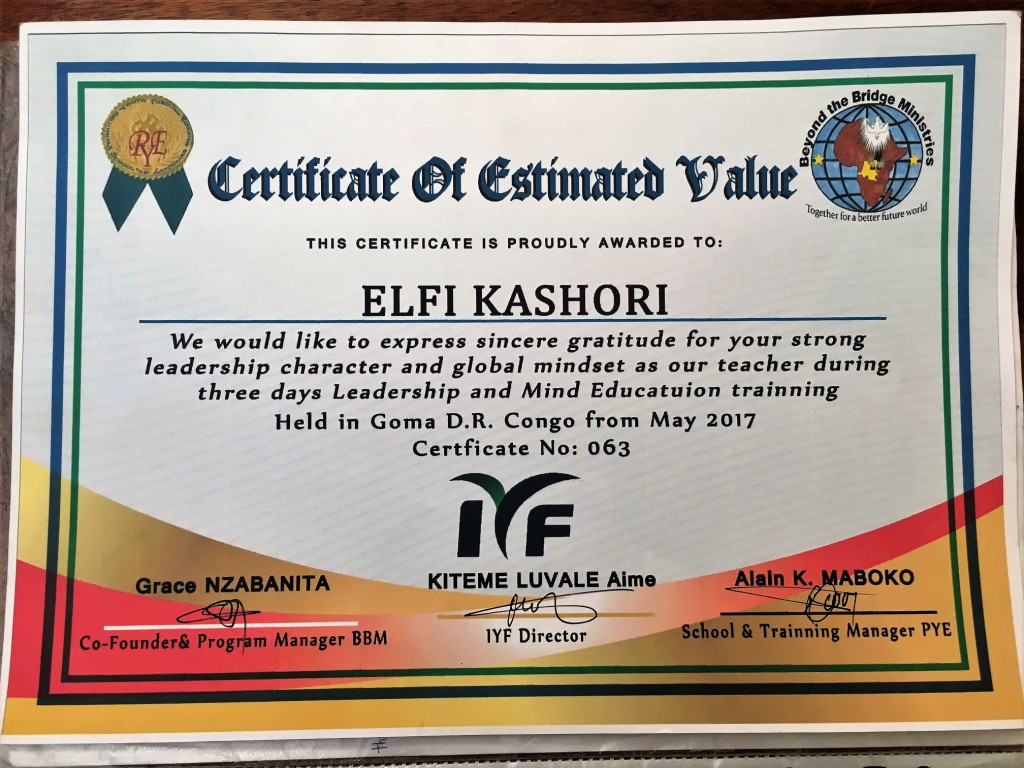 RYE
Beyond the Bridge Ministries
Together for a better future world
Certificate Of Estimated Value
THIS CERTIFICATE IS PROUDLY AWARDED TO:
ELFI KASHORI
We would like to express sincere gratitude for your strong
leadership character and global mindset as our teacher during
three days Leadership and Mind Educatuion trainning
Held in Goma D.R. Congo from May 2017
Certficate No: 063
IYF
Grace NZABANITA
KITEME LUVALE Aime
Alain K. MABOKO
Co-Founder& Program Manager BBM
IYF Director
School & Trainning Manager PYE